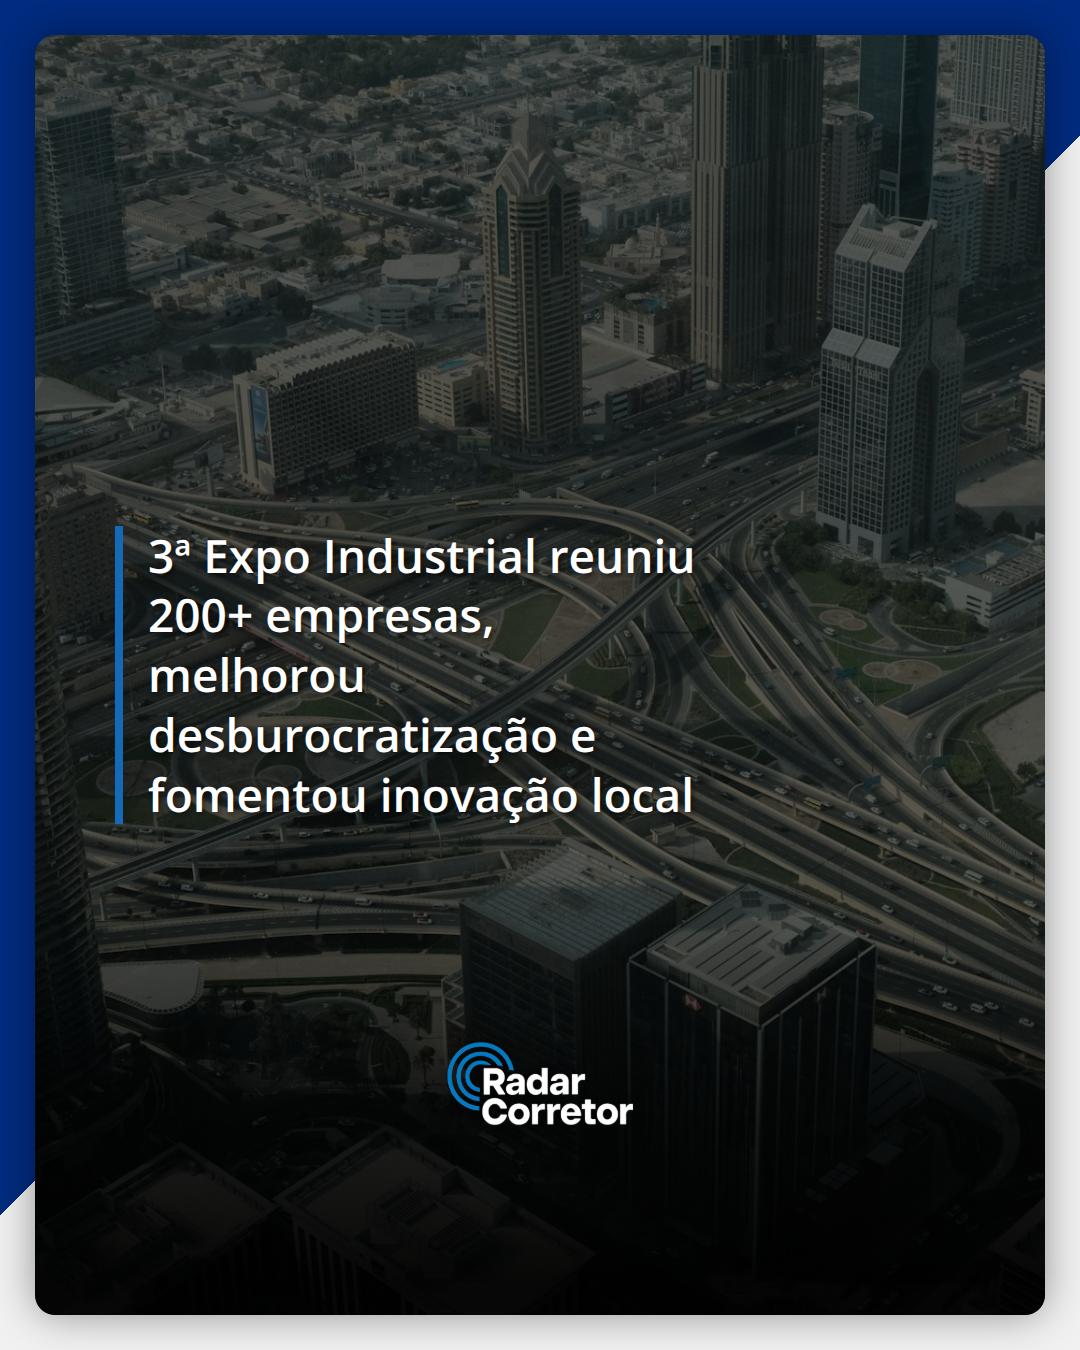 3ª Expo Industrial reuniu
200+ empresas,
melhorou
desburocratização e
fomentou inovação local
Radar
Corretor